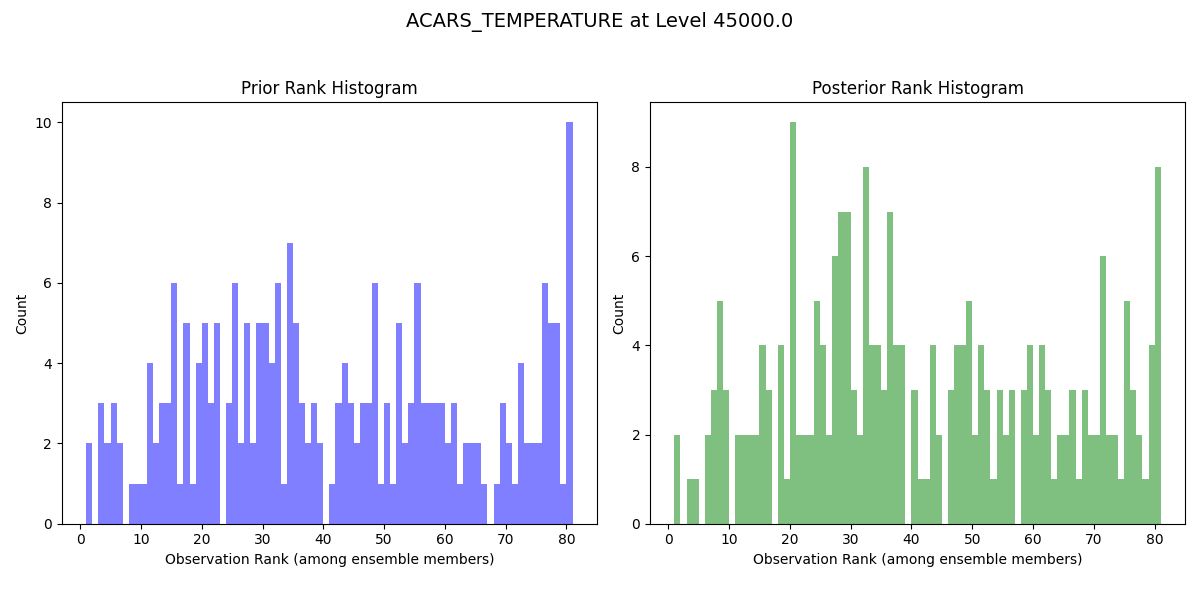 ACARS_TEMPERATURE at Level 45000.0
Prior Rank Histogram
Count
10
8
6
4
2
0
0 10 20 30 40 50 60 70 80
Observation Rank (among ensemble members)
Posterior Rank Histogram
Count
8
6
4
2
0
0 10 20 30 40 50 60 70 80
Observation Rank (among ensemble members)